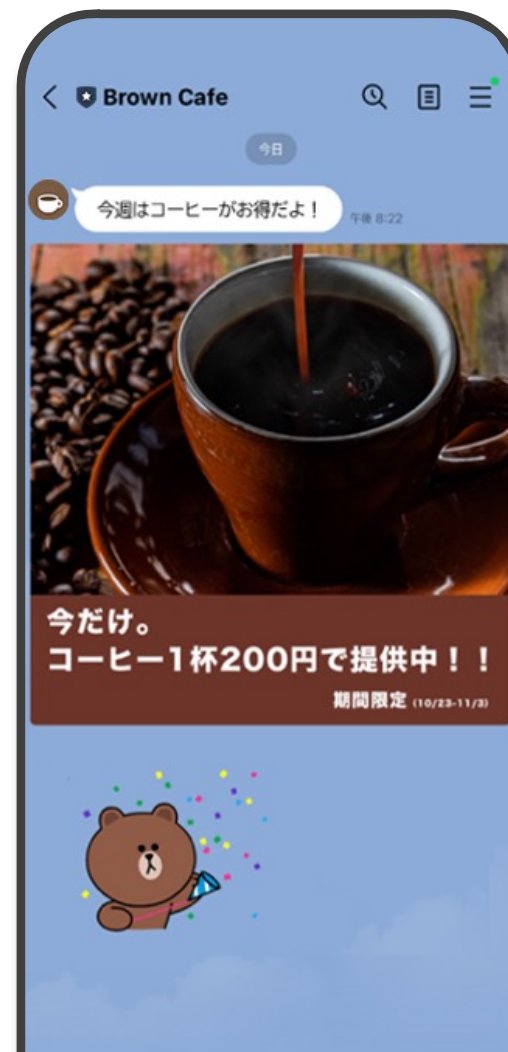 Brown Cafe
今日
今週はコーヒーがお得だよ！
午後 8:22
今だけ。
コーヒー1杯200円で提供中！！
期間限定 (10/23-11/3)